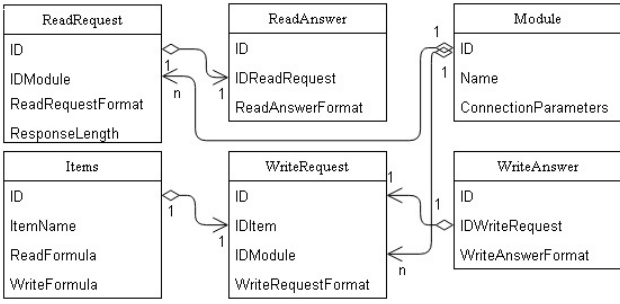 ReadRequest
ID
IDModule
ReadRequestFormat
ResponseLength
1
n
ReadAnswer
ID
IDReadRequest
ReadAnswerFormat
1
Module
ID
Name
ConnectionParameters
1
1
Items
ID
ItemName
ReadFormula
WriteFormula
1
WriteRequest
ID
IDItem
IDModule
WriteRequestFormat
1
1
n
WriteAnswer
ID
IDWriteRequest
WriteAnswerFormat
1